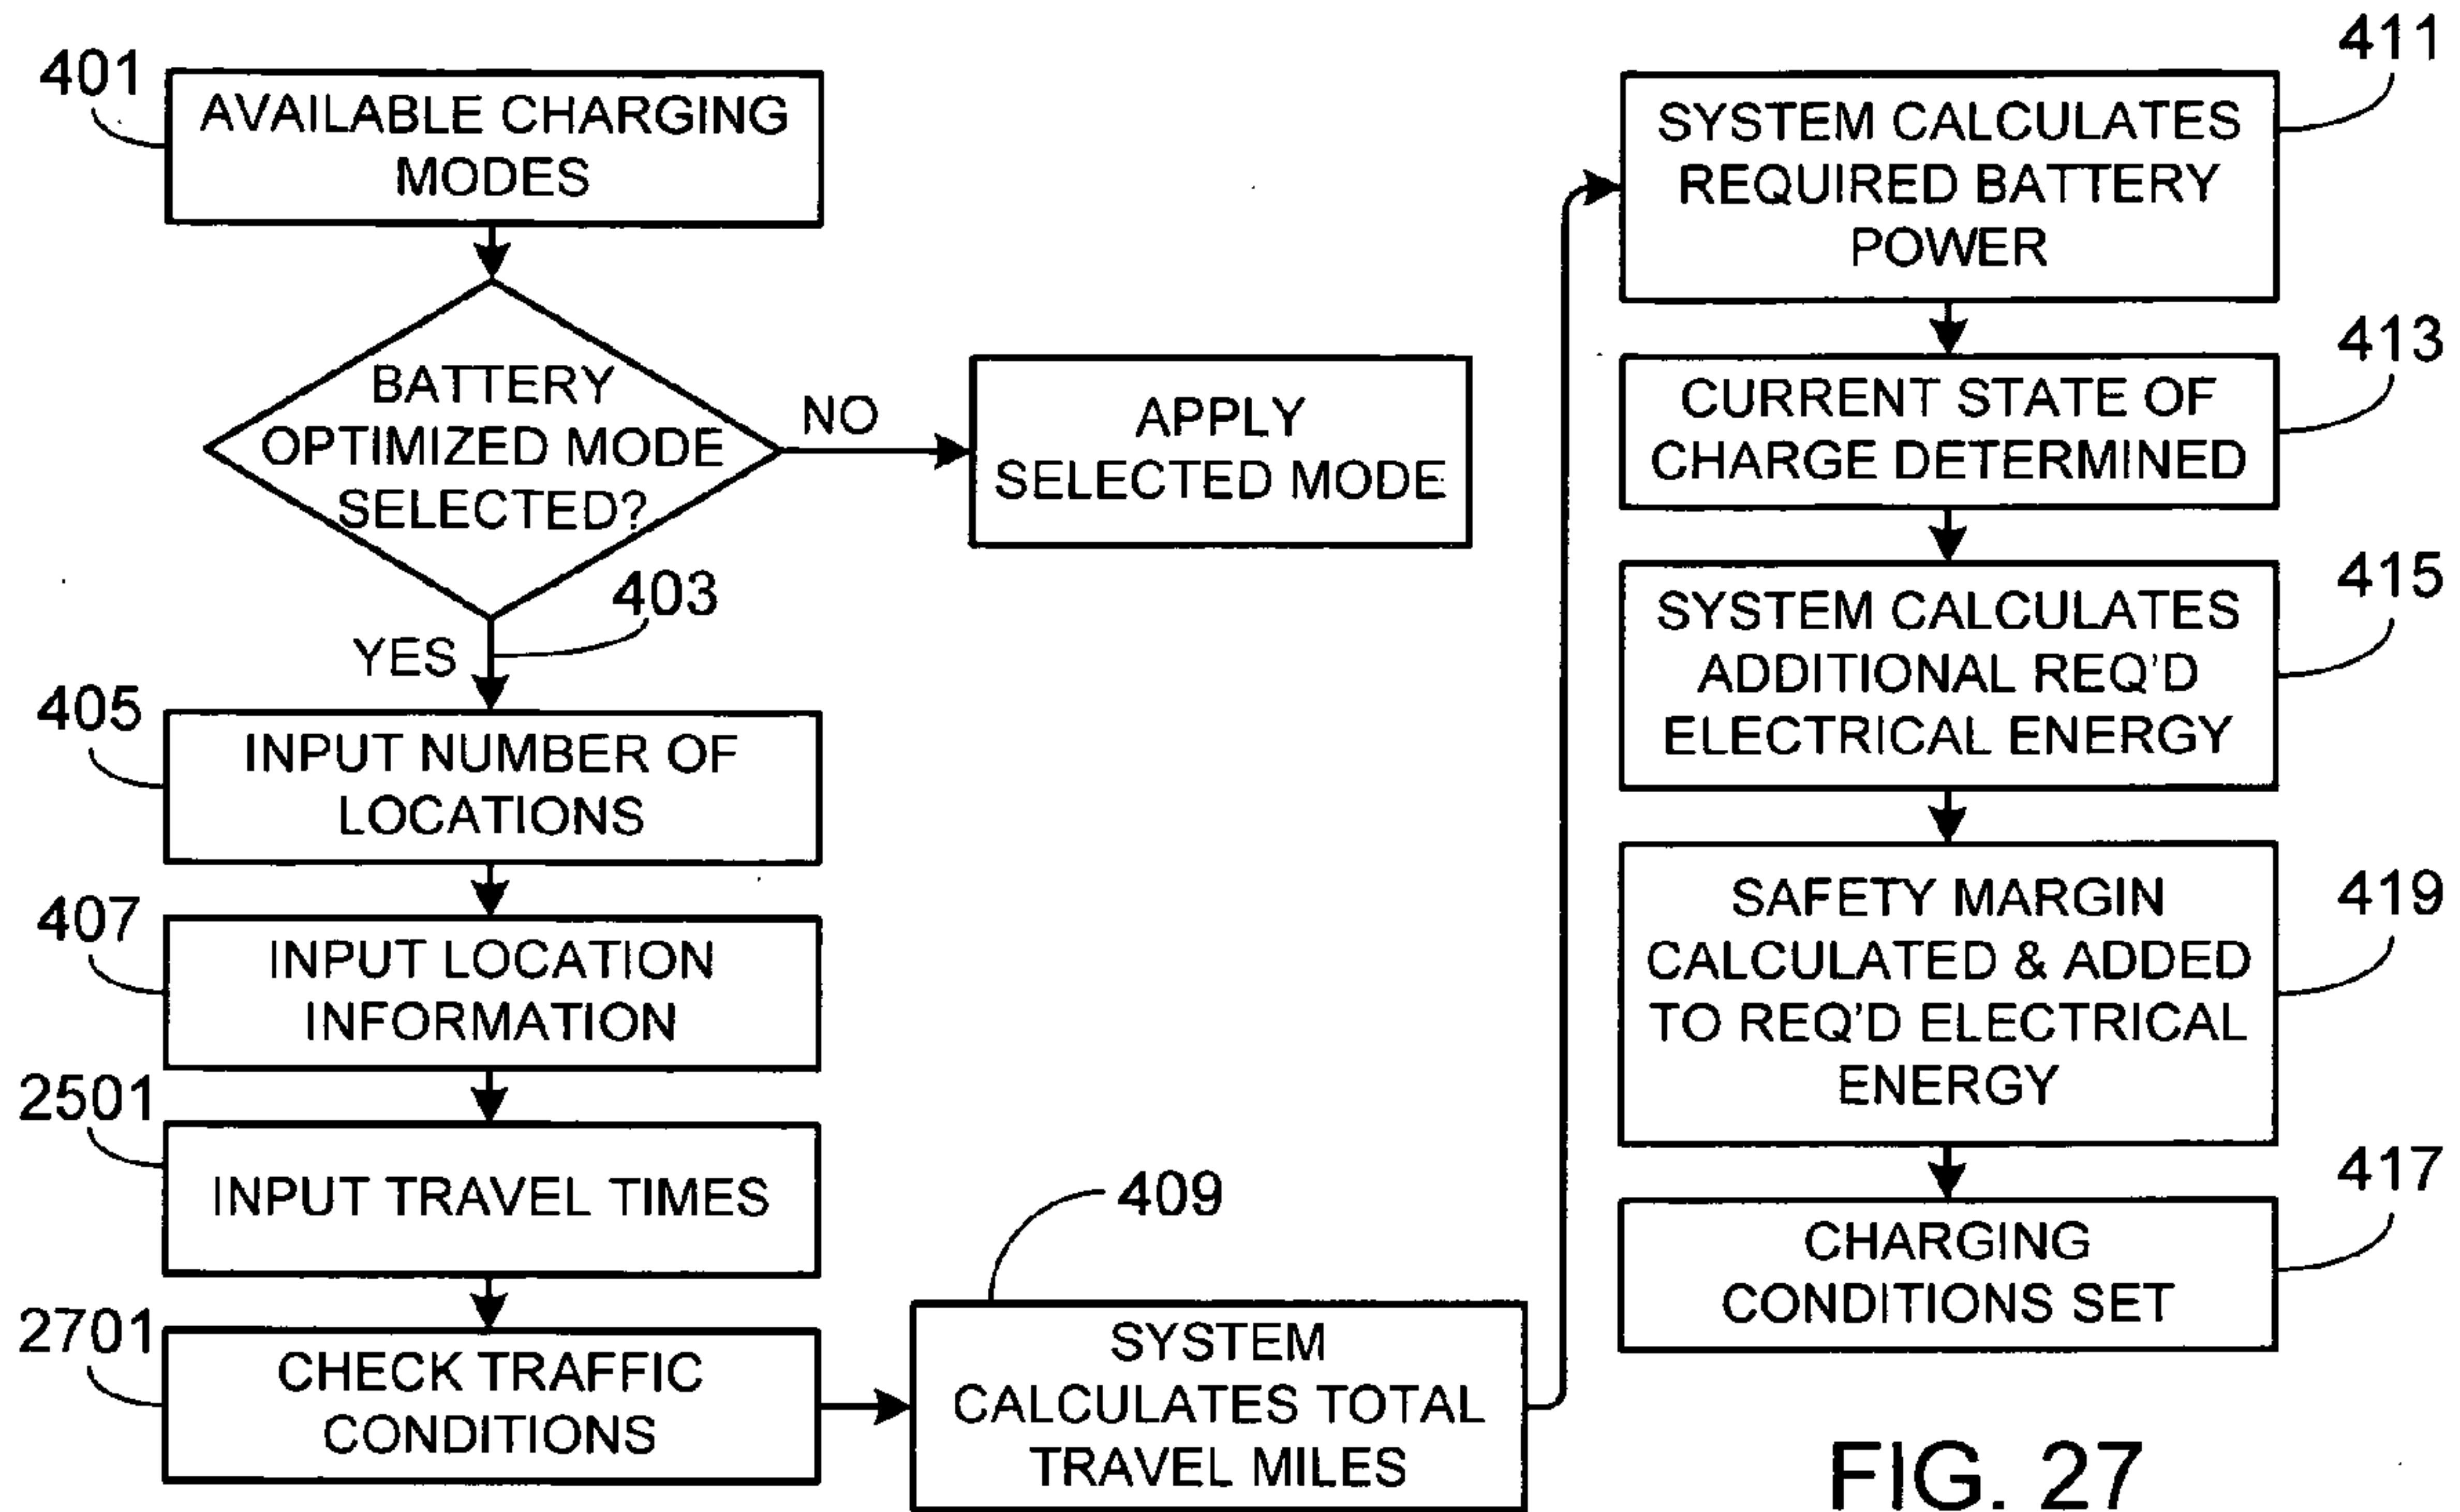 401
AVAILABLE CHARGING
MODES
BATTERY
OPTIMIZED MODE
SELECTED?
NO
APPLY
SELECTED MODE
403
YES
405
INPUT NUMBER OF
LOCATIONS
407
INPUT LOCATION
INFORMATION
2501
INPUT TRAVEL TIMES
2701
CHECK TRAFFIC
CONDITIONS
409
SYSTEM
CALCULATES TOTAL
TRAVEL MILES
411
SYSTEM CALCULATES
REQUIRED BATTERY
POWER
413
CURRENT STATE OF
CHARGE DETERMINED
415
SYSTEM CALCULATES
ADDITIONAL REQ'D
ELECTRICAL ENERGY
419
SAFETY MARGIN
CALCULATED & ADDED
TO REQ'D ELECTRICAL
ENERGY
417
CHARGING
CONDITIONS SET
FIG. 27